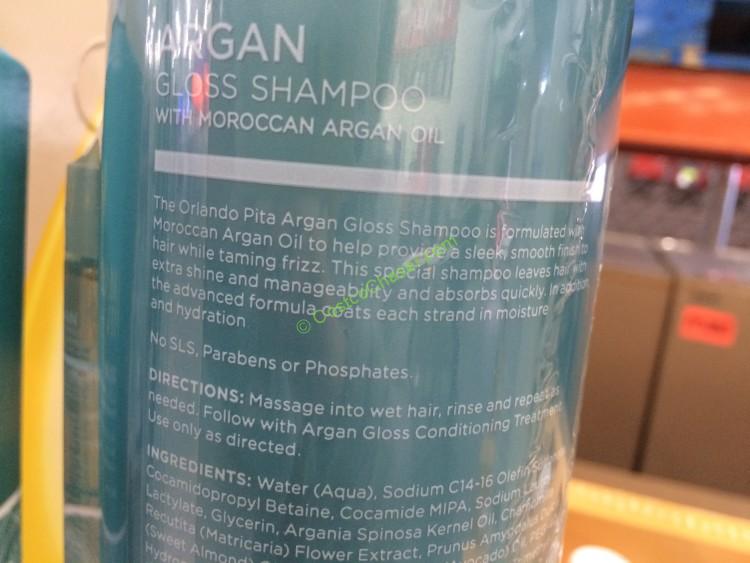 ARGAN
GLOSS SHAMPOO
WITH MOROCCAN ARGAN OIL
The Orlando Pita Argan Gloss Shampoo is formulated with
Moroccan Argan Oil to help provide a sleek, smooth finish to
hair while taming frizz. This special shampoo leaves hair with
extra shine and manageability and absorbs quickly. In addition,
the advanced formula coats each strand in moisture
and hydration
© CostcoChaser.com
No SLS, Parabens or Phosphates.
DIRECTIONS: Massage into wet hair, rinse and repeat as
needed. Follow with Argan Gloss Conditioning Treatment.
Use only as directed.
INGREDIENTS: Water (Aqua), Sodium C14-16 Olefin
Cocamidopropyl Betaine, Cocamide MIPA, Sodium
Lactylate, Glycerin, Argania Spinosa Kernel Oil,
Recutita (Matricaria) Flower Extract, Prunus Amygdalus
(Sweet Almond)